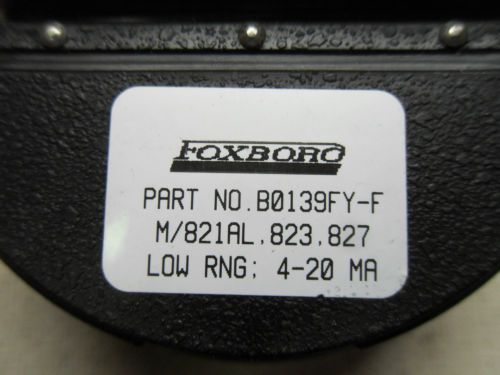 FOXBORO
PART NO.B0139FY-F
M/821AL,823,827
LOW RNG; 4-20 MA